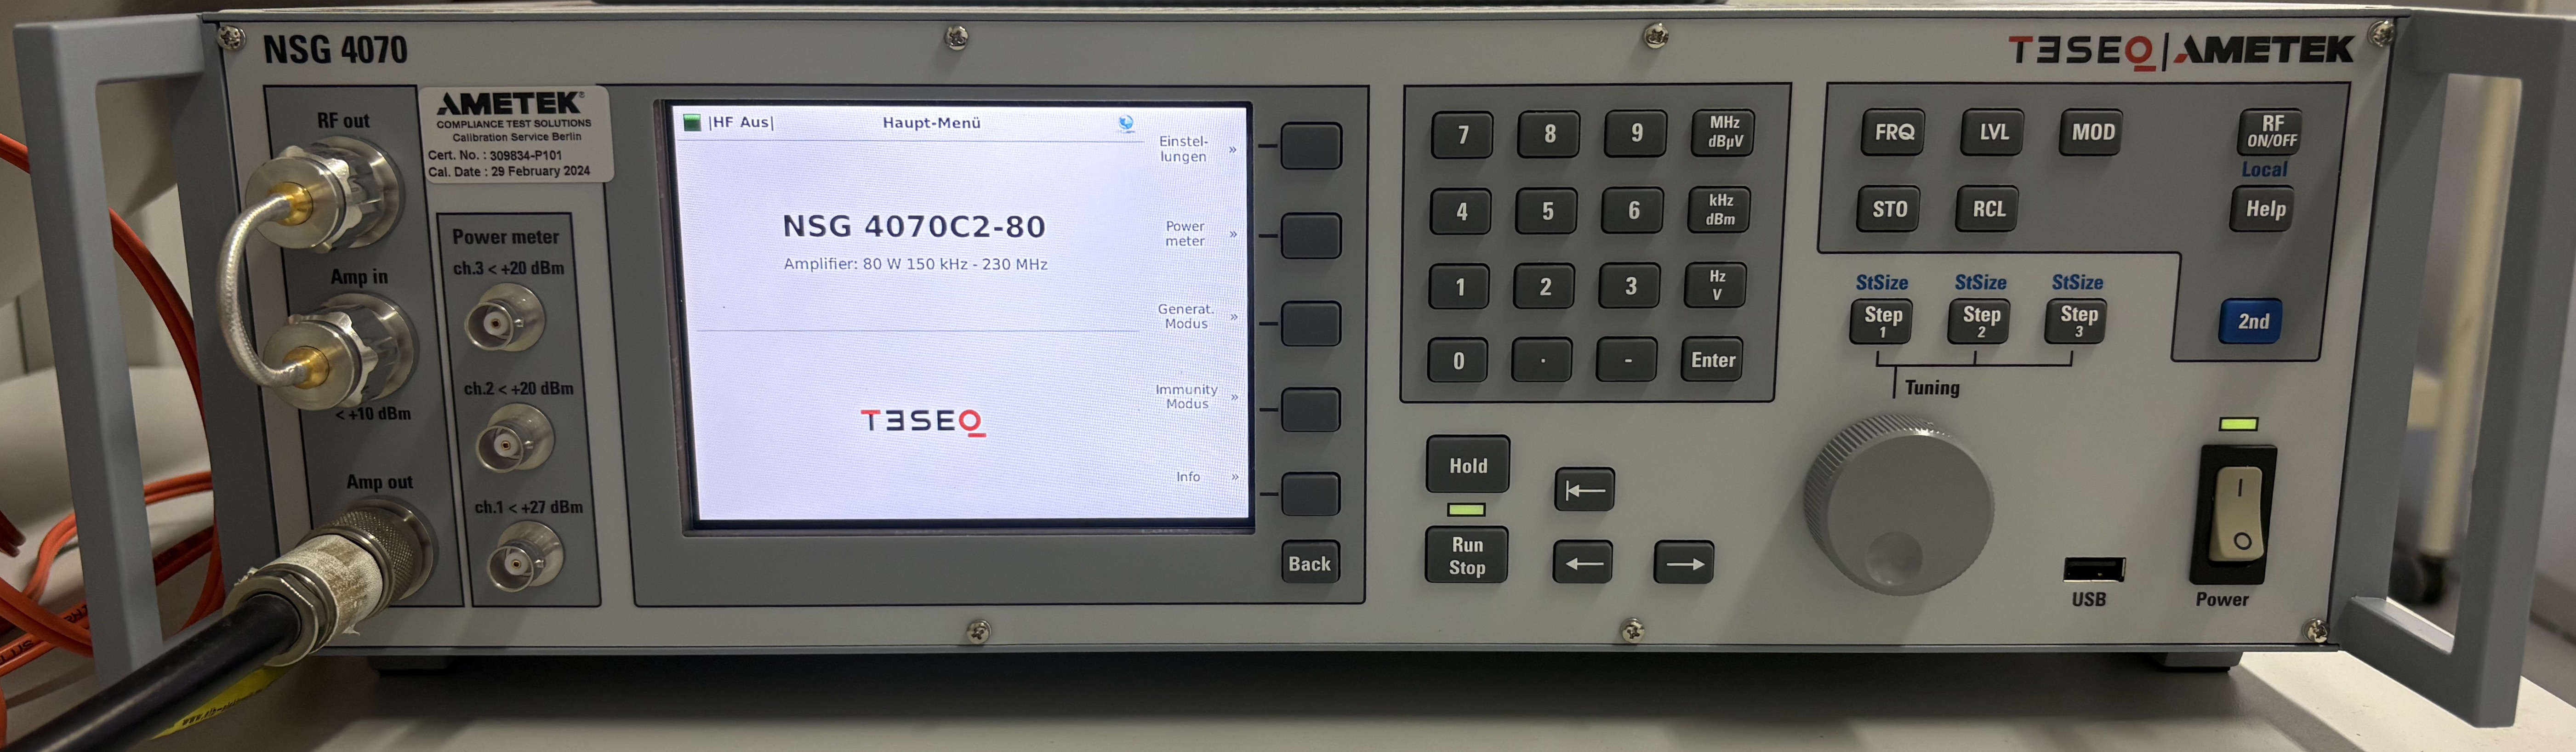 NSG 4070
TESEQ | AMETEK
RF out
Amp in
< +10 dBm
Amp out
AMETEK®
COMPLIANCE TEST SOLUTIONS
Calibration Service Berlin
Cert. No. : 309834-P101
Cal. Date : 29 February 2024
Power meter
ch.3 < +20 dBm
ch.2 < +20 dBm
ch.1 < +27 dBm
|HF Aus|
Haupt-Menü
NSG 4070C2-80
Amplifier: 80 W 150 kHz - 230 MHz
TESEQ
Einstel-
lungen »
Power
meter »
Generat.
Modus »
Immunity
Modus »
Info »
Back
7 8 9 MHz
dBµV
4 5 6 kHz
dBm
1 2 3 Hz
V
0 . - Enter
Hold
Run
Stop
FRQ LVL MOD RF
ON/OFF
Local
STO RCL Help
StSize StSize StSize
Step
1
Step
2
Step
3
2nd
Tuning
USB
I
O
Power